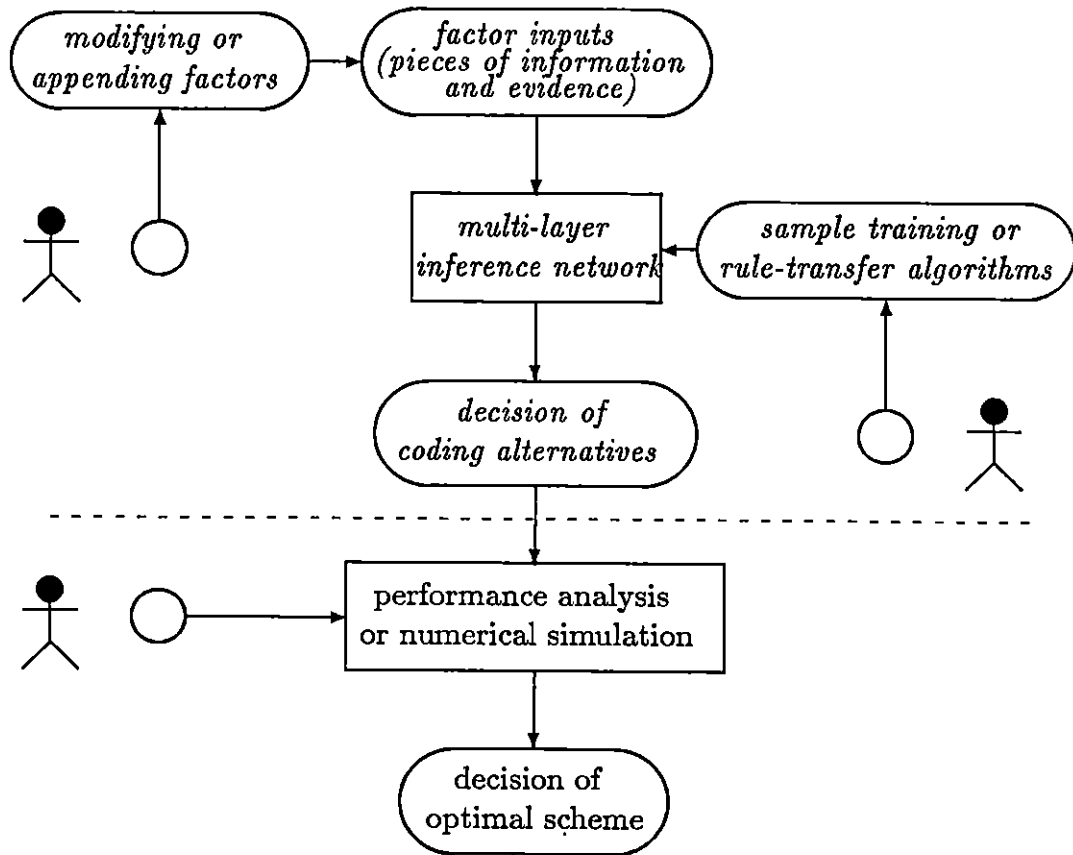 modifying or
appending factors
factor inputs
(pieces of information
and evidence)
multi-layer
inference network
sample training or
rule-transfer algorithms
decision of
coding alternatives
performance analysis
or numerical simulation
decision of
optimal scheme